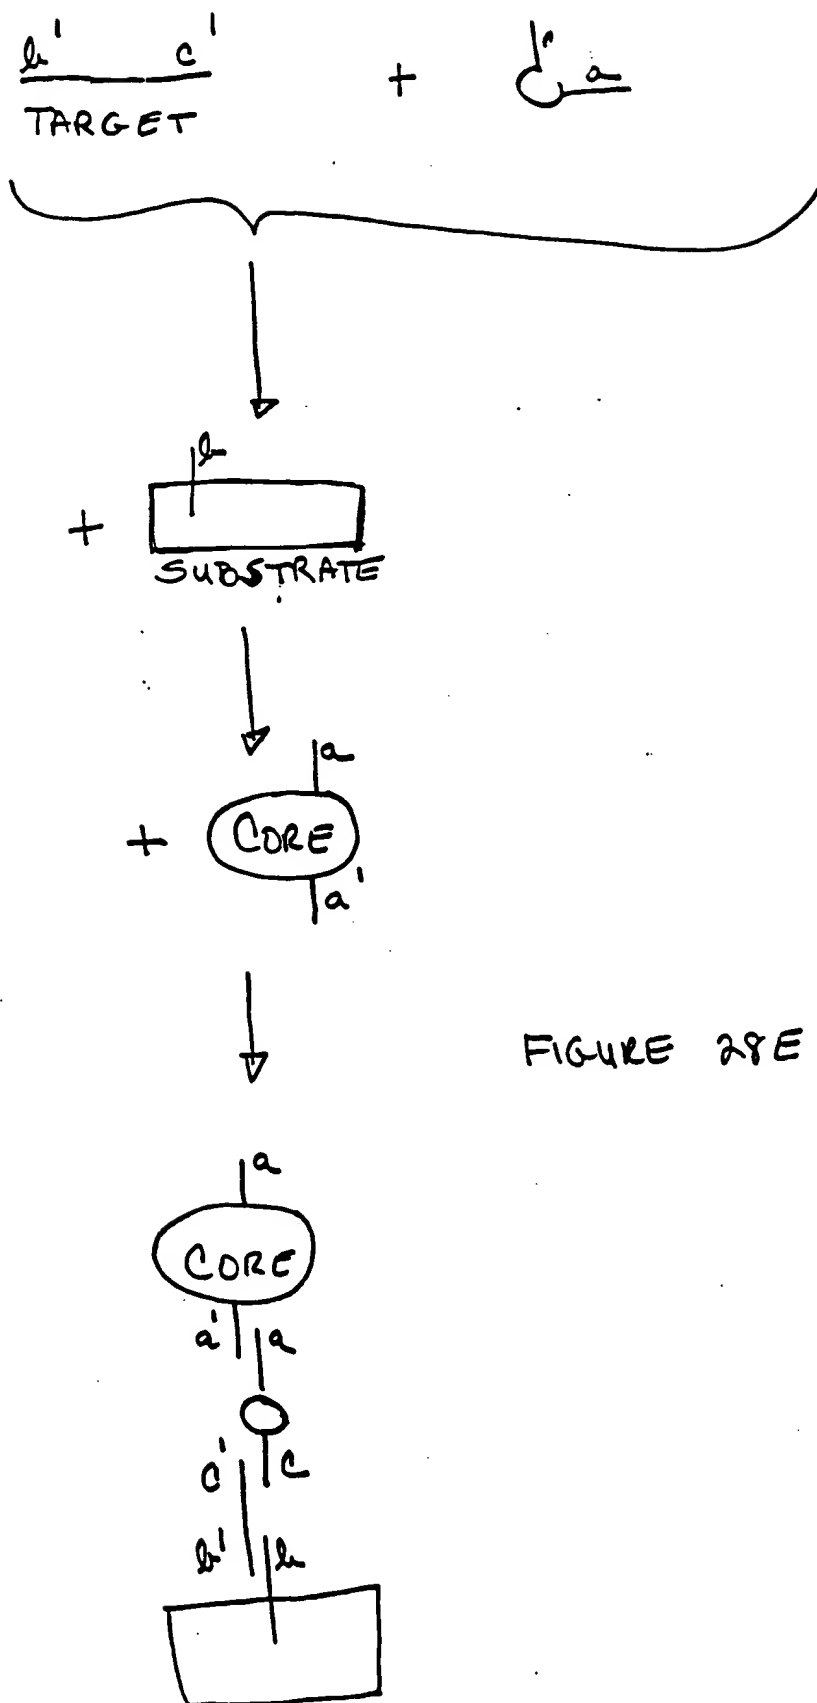 b' c' + c a
TARGET
b
+
SUBSTRATE
a
+ CORE
a'
FIGURE 28E
a
CORE
a' a
c' c
b' b